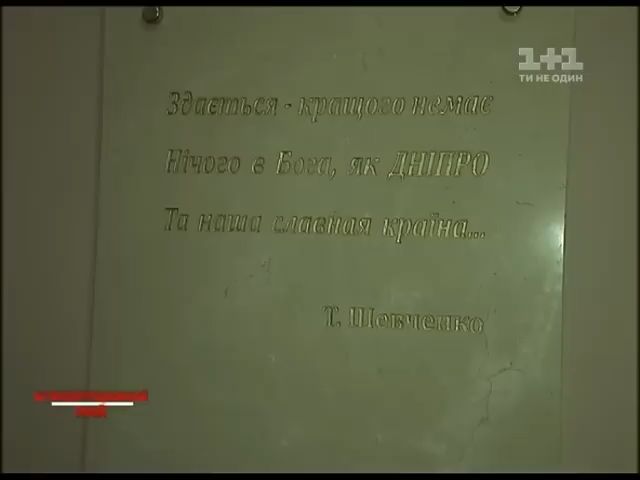 1+1
ТИ НЕ ОДИН
Здається - кращого немає
Нічого в Бога, як ДНІПРО
Та наша славная країна...
Т. Шевченко